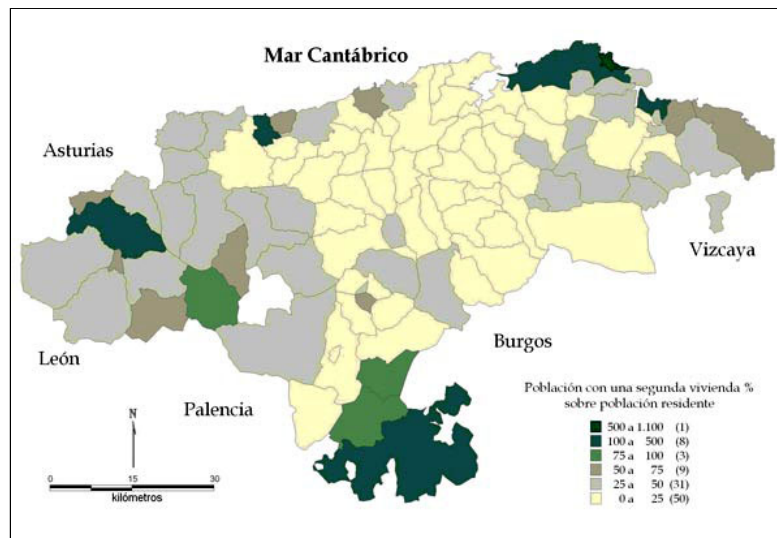 Mar Cantábrico
Asturias
Vizcaya
León
Burgos
Palencia
Población con una segunda vivienda %
sobre población residente
500 a 1.100 (1)
100 a 500 (8)
75 a 100 (3)
50 a 75 (9)
25 a 50 (31)
0 a 25 (50)
N
0 15 30
kilómetros